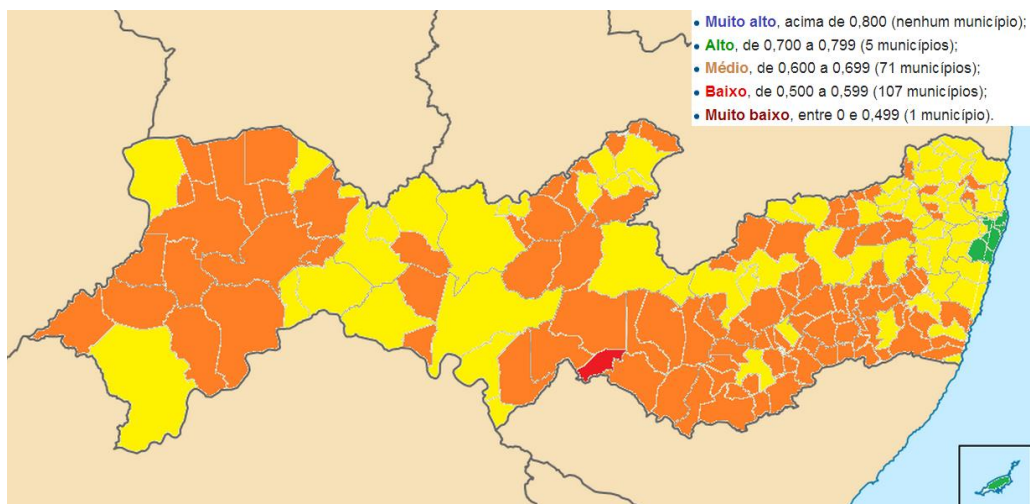 • Muito alto, acima de 0,800 (nenhum município);
• Alto, de 0,700 a 0,799 (5 municípios);
• Médio, de 0,600 a 0,699 (71 municípios);
• Baixo, de 0,500 a 0,599 (107 municípios);
• Muito baixo, entre 0 e 0,499 (1 município).